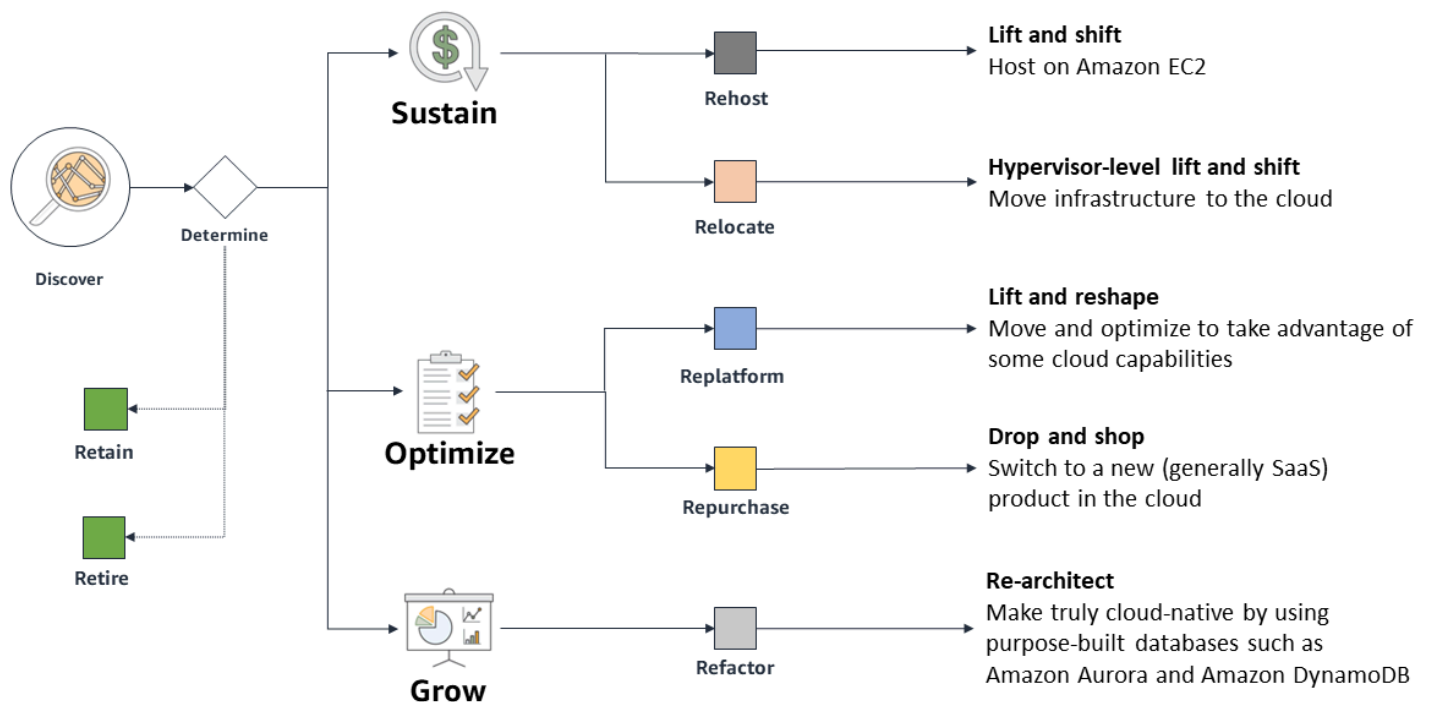 Discover
Determine
Retain
Retire
$
Sustain
Rehost
Lift and shift
Host on Amazon EC2
Relocate
Hypervisor-level lift and shift
Move infrastructure to the cloud
Optimize
Replatform
Lift and reshape
Move and optimize to take advantage of
some cloud capabilities
Repurchase
Drop and shop
Switch to a new (generally SaaS)
product in the cloud
Grow
Refactor
Re-architect
Make truly cloud-native by using
purpose-built databases such as
Amazon Aurora and Amazon DynamoDB